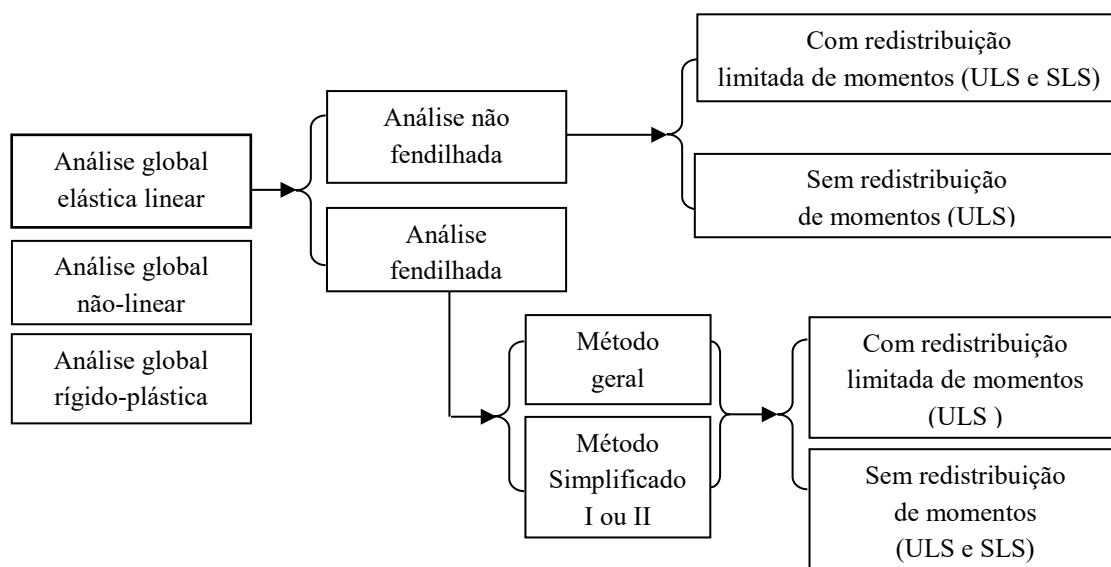 Análise global
elástica linear
Análise global
não-linear
Análise global
rígido-plástica
Análise não
fendilhada
Análise
fendilhada
Com redistribuição
limitada de momentos (ULS e SLS)
Sem redistribuição
de momentos (ULS)
Método
geral
Método
Simplificado
I ou II
Com redistribuição
limitada de momentos
(ULS )
Sem redistribuição
de momentos
(ULS e SLS)